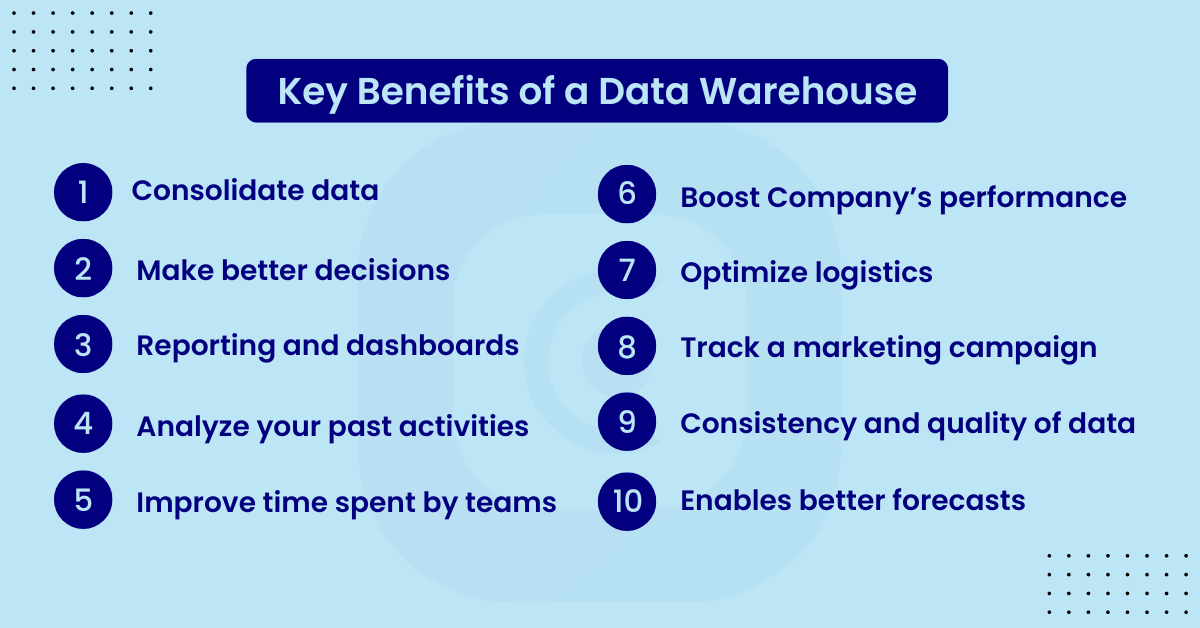 Key Benefits of a Data Warehouse
1 Consolidate data
2 Make better decisions
3 Reporting and dashboards
4 Analyze your past activities
5 Improve time spent by teams
6 Boost Company’s performance
7 Optimize logistics
8 Track a marketing campaign
9 Consistency and quality of data
10 Enables better forecasts